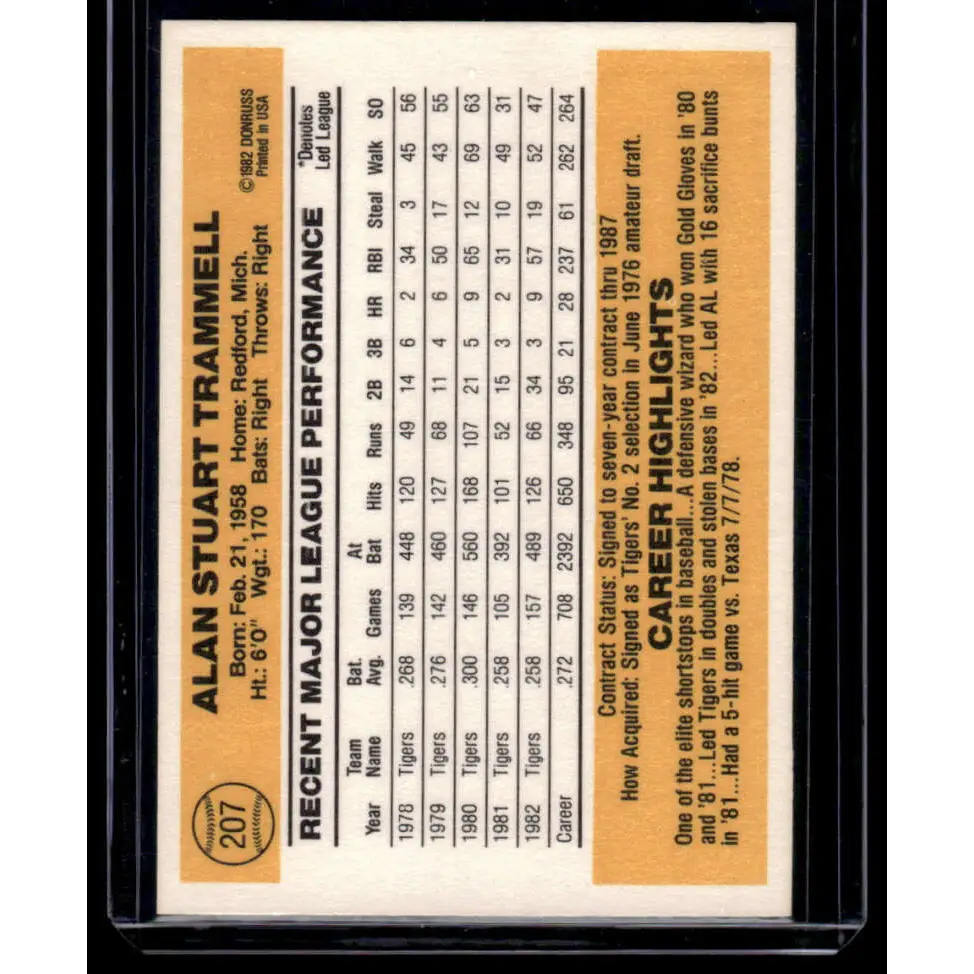 207
ALAN STUART TRAMMELL
Born: Feb. 21, 1958 Home: Redford, Mich.
Ht.: 6'0" Wgt.: 170 Bats: Right Throws: Right
©1982 DONRUSS
Printed in USA
RECENT MAJOR LEAGUE PERFORMANCE
*Denotes
Led League
Year Team Name Bat. Avg. Games At Bat Hits Runs 2B 3B HR RBI Steal Walk SO
1978 Tigers .268 139 448 120 49 14 6 2 34 3 45 56
1979 Tigers .276 142 460 127 68 11 4 6 50 17 43 55
1980 Tigers .300 146 560 168 107 21 5 9 65 12 69 63
1981 Tigers .258 105 392 101 52 15 3 2 31 10 49 31
1982 Tigers .258 157 489 126 66 34 3 9 57 19 52 47
Career .272 708 2392 650 348 95 21 28 237 61 262 264
Contract Status: Signed to seven-year contract thru 1987
How Acquired: Signed as Tigers' No. 2 selection in June 1976 amateur draft.
CAREER HIGHLIGHTS
One of the elite shortstops in baseball...A defensive wizard who won Gold Gloves in '80
and '81...Led Tigers in doubles and stolen bases in '82...Led AL with 16 sacrifice bunts
in '81...Had a 5-hit game vs. Texas 7/7/78.